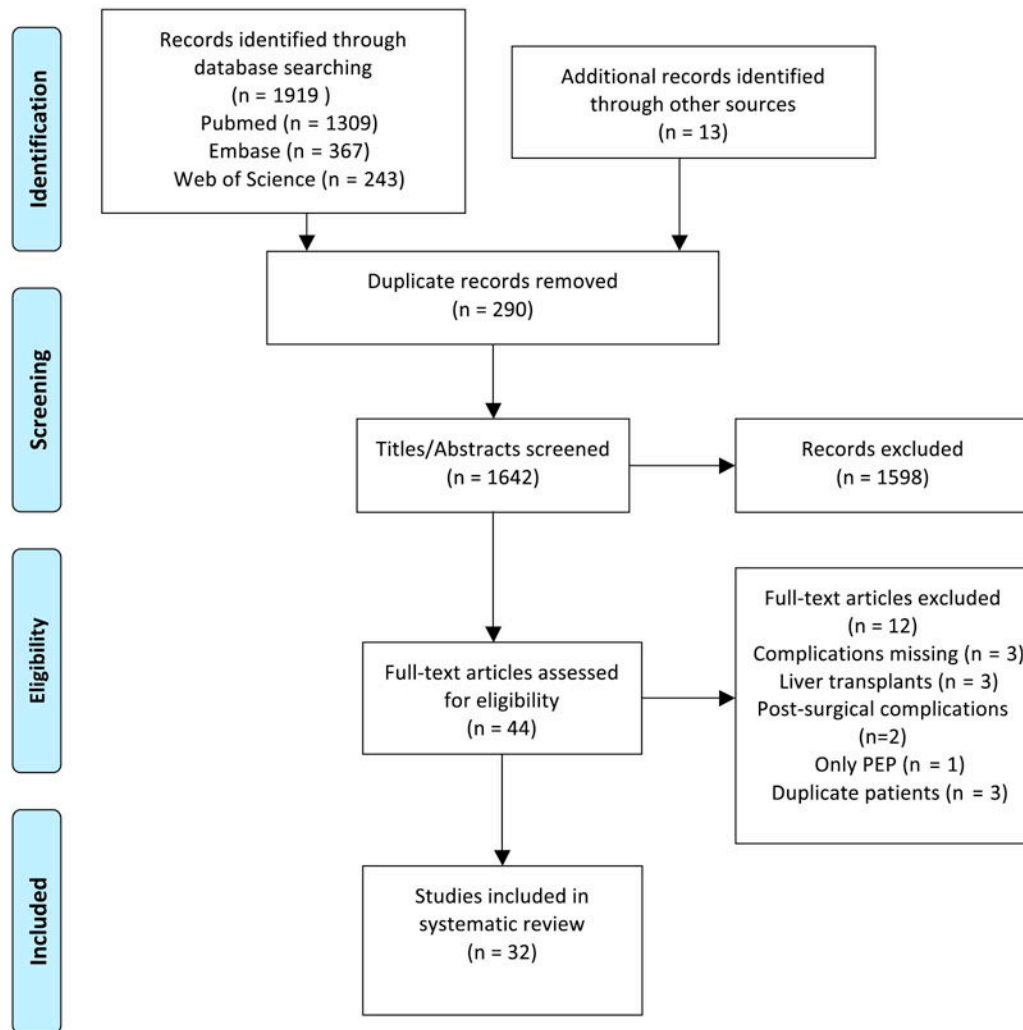 Identification
Records identified through
database searching
(n = 1919 )
Pubmed (n = 1309)
Embase (n = 367)
Web of Science (n = 243)
Additional records identified
through other sources
(n = 13)
Duplicate records removed
(n = 290)
Screening
Titles/Abstracts screened
(n = 1642)
Records excluded
(n = 1598)
Eligibility
Full-text articles assessed
for eligibility
(n = 44)
Full-text articles excluded
(n = 12)
Complications missing (n = 3)
Liver transplants (n = 3)
Post-surgical complications
(n=2)
Only PEP (n = 1)
Duplicate patients (n = 3)
Included
Studies included in
systematic review
(n = 32)